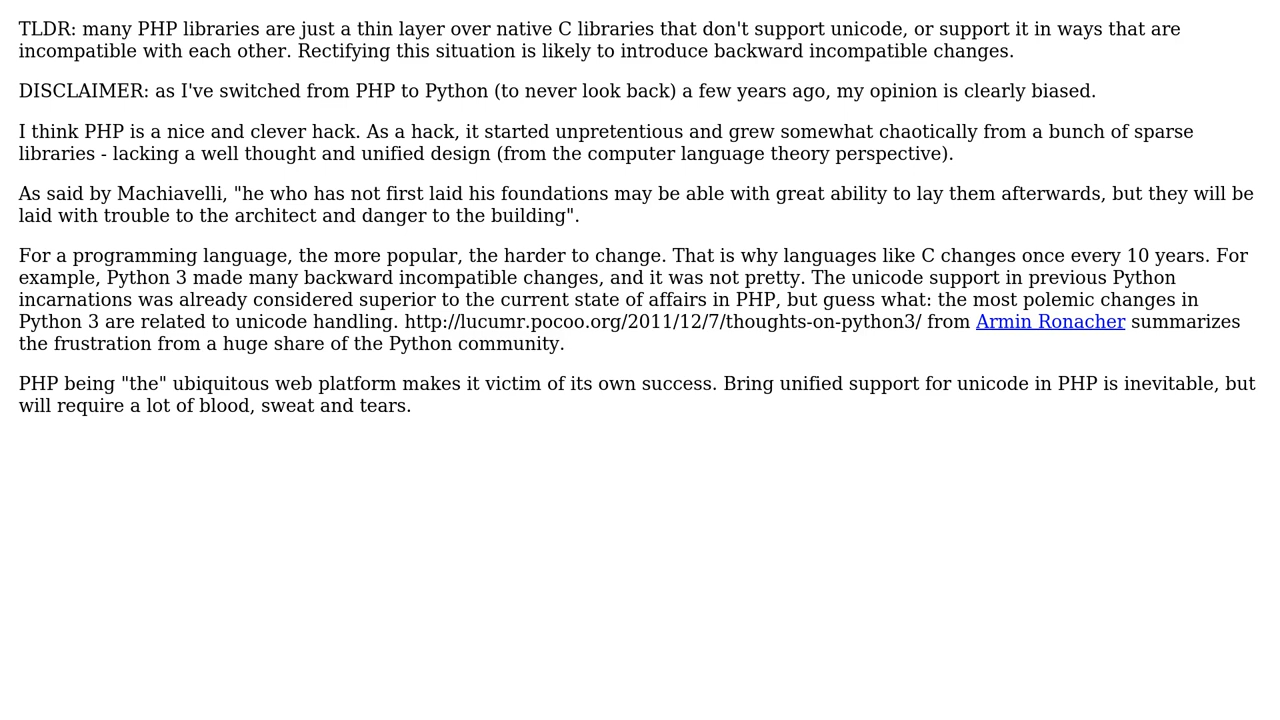 TLDR: many PHP libraries are just a thin layer over native C libraries that don't support unicode, or support it in ways that are
incompatible with each other. Rectifying this situation is likely to introduce backward incompatible changes.
DISCLAIMER: as I've switched from PHP to Python (to never look back) a few years ago, my opinion is clearly biased.
I think PHP is a nice and clever hack. As a hack, it started unpretentious and grew somewhat chaotically from a bunch of sparse
libraries - lacking a well thought and unified design (from the computer language theory perspective).
As said by Machiavelli, "he who has not first laid his foundations may be able with great ability to lay them afterwards, but they will be
laid with trouble to the architect and danger to the building".
For a programming language, the more popular, the harder to change. That is why languages like C changes once every 10 years. For
example, Python 3 made many backward incompatible changes, and it was not pretty. The unicode support in previous Python
incarnations was already considered superior to the current state of affairs in PHP, but guess what: the most polemic changes in
Python 3 are related to unicode handling. http://lucumr.pocoo.org/2011/12/7/thoughts-on-python3/ from Armin Ronacher summarizes
the frustration from a huge share of the Python community.
PHP being "the" ubiquitous web platform makes it victim of its own success. Bring unified support for unicode in PHP is inevitable, but
will require a lot of blood, sweat and tears.